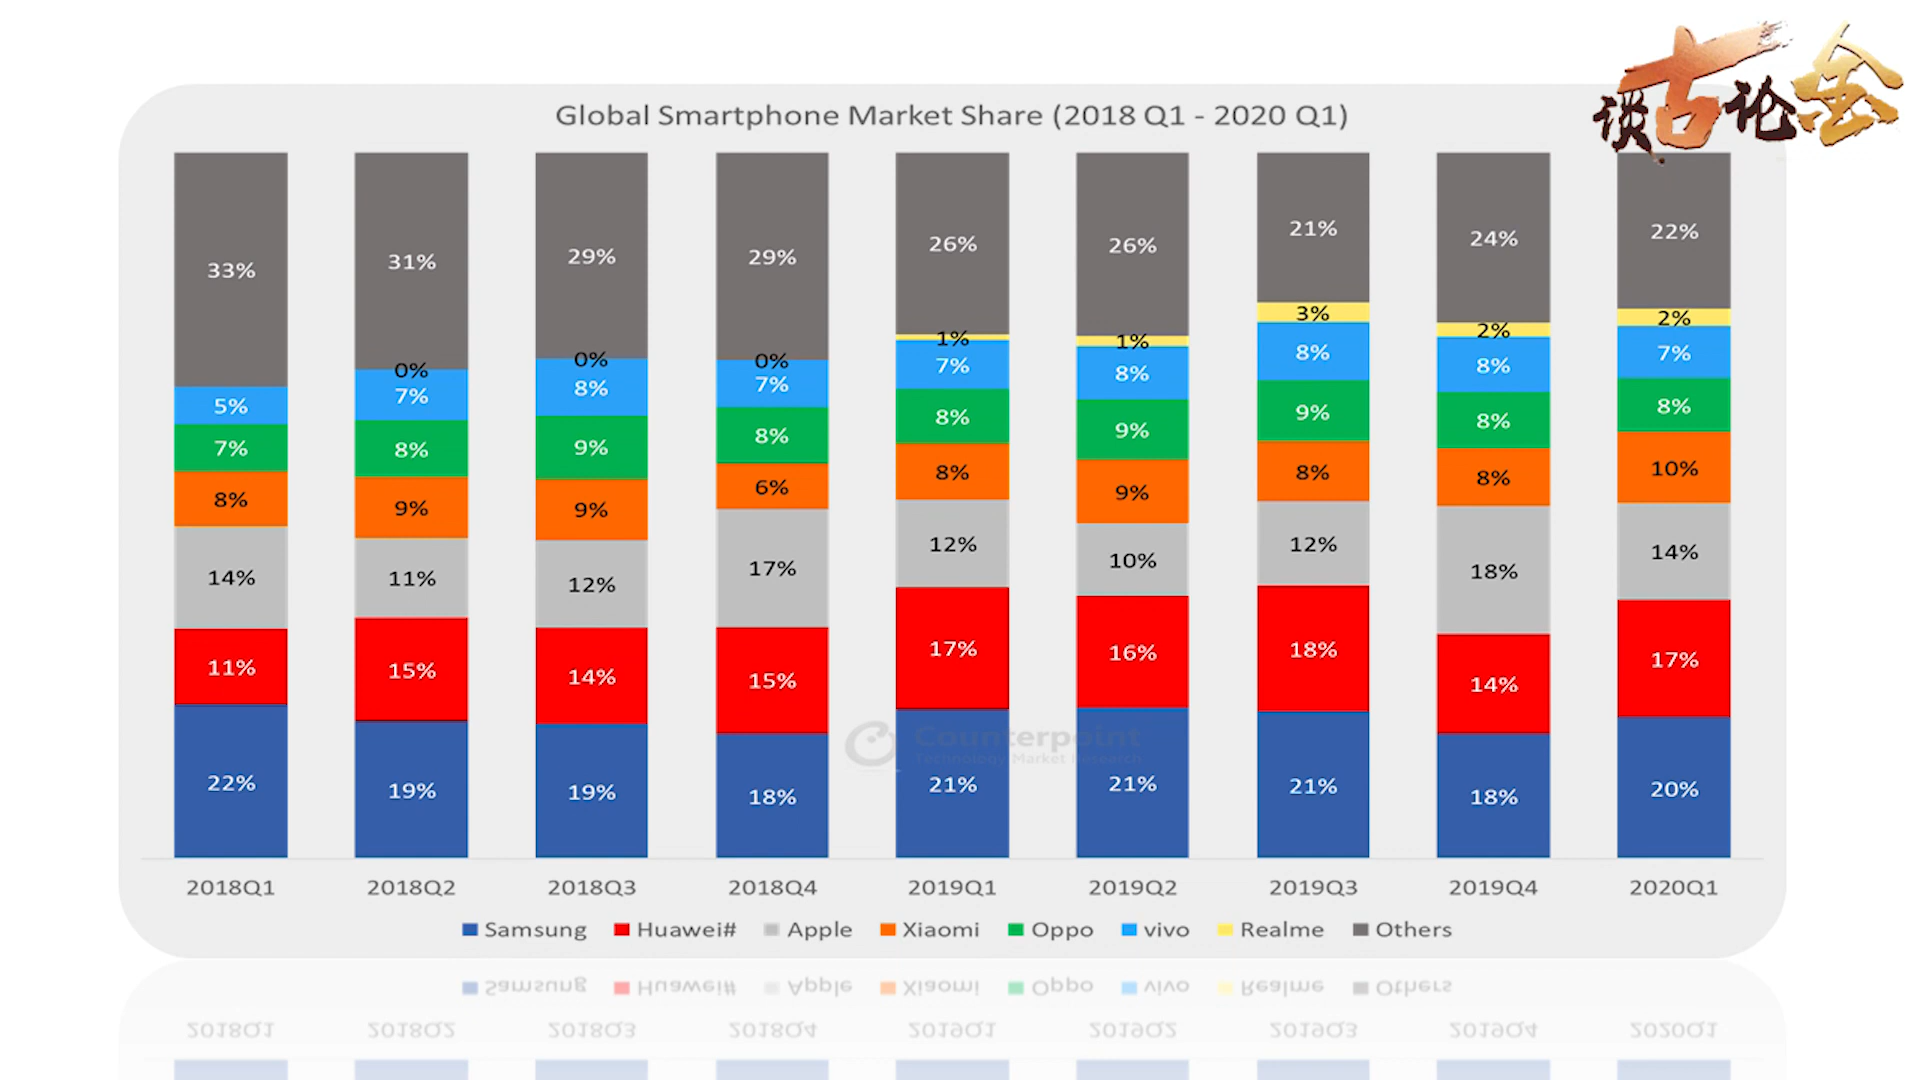 谈古论金
Global Smartphone Market Share (2018 Q1 - 2020 Q1)
33% 31% 29% 29% 26% 26% 21% 24% 22%
0% 0% 0% 1% 1% 3% 2% 2%
5% 7% 8% 7% 7% 8% 8% 8% 7%
7% 8% 9% 8% 8% 9% 9% 8% 8%
8% 9% 9% 6% 8% 9% 8% 8% 10%
14% 11% 12% 17% 12% 10% 12% 18% 14%
11% 15% 14% 15% 17% 16% 18% 14% 17%
Counterpoint
Technology Market Research
22% 19% 19% 18% 21% 21% 21% 18% 20%
2018Q1 2018Q2 2018Q3 2018Q4 2019Q1 2019Q2 2019Q3 2019Q4 2020Q1
Samsung Huawei# Apple Xiaomi Oppo vivo Realme Others